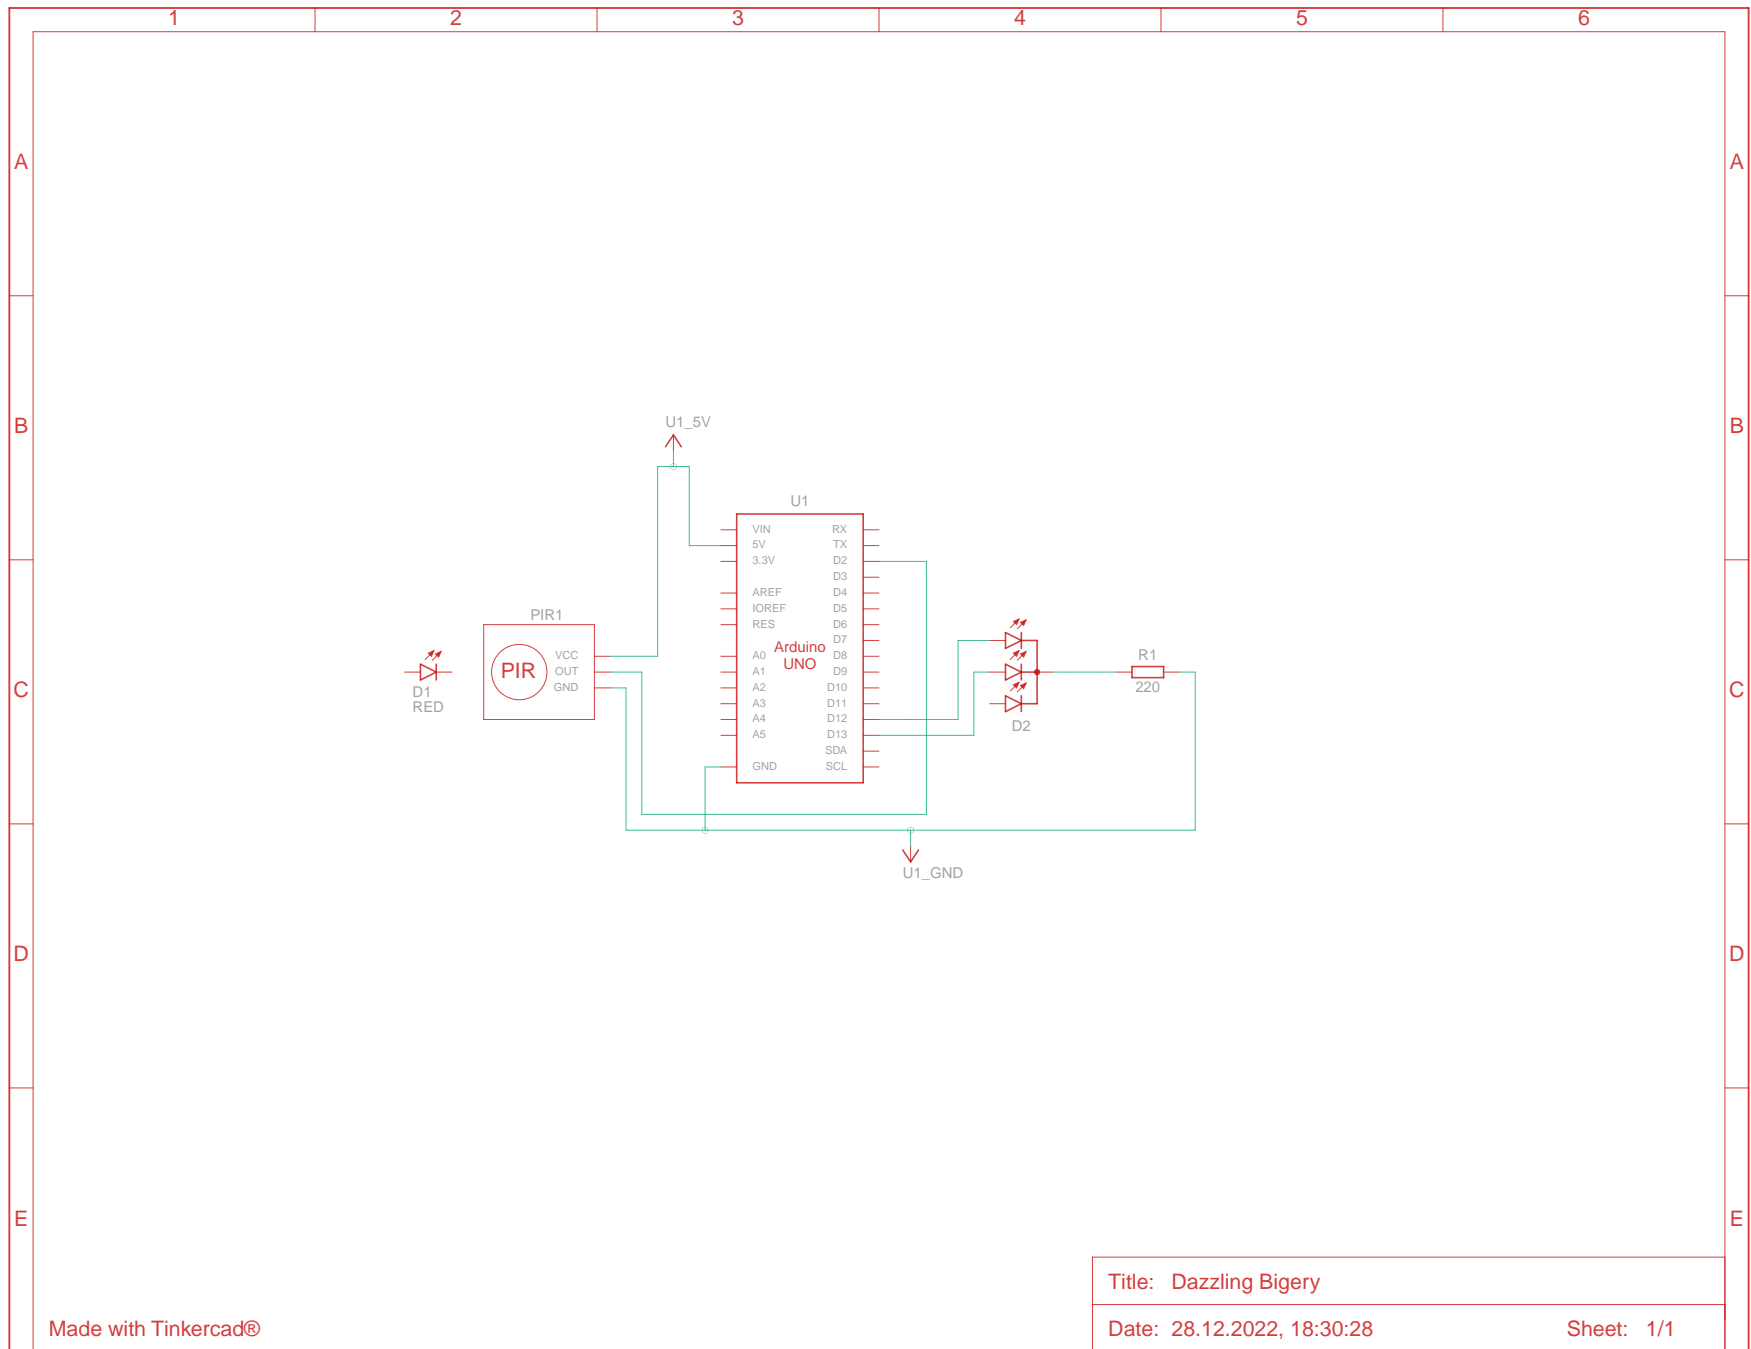 1 2 3 4 5 6
A A
B B
U1_5V
U1
VIN RX
5V TX
3.3V D2
D3
AREF D4
IOREF D5
RES D6
D7
Arduino
UNO
A0 D8
A1 D9
A2 D10
A3 D11
A4 D12
A5 D13
SDA
GND SCL
PIR1
PIR
VCC
OUT
GND
D1
RED
D2
R1
220
C C
U1_GND
D D
E E
Title: Dazzling Bigery
Made with Tinkercad®
Date: 28.12.2022, 18:30:28 Sheet: 1/1